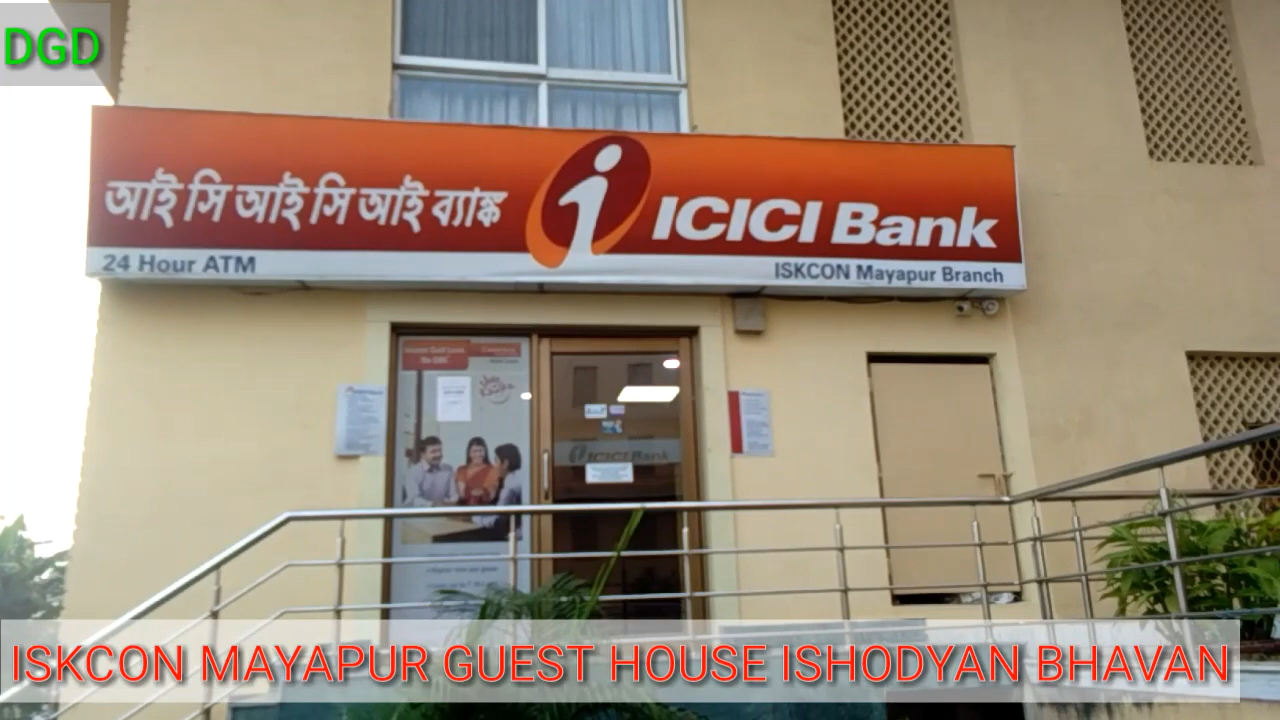 DGD
আই সি আই সি আই ব্যাঙ্ক
ICICI Bank
24 Hour ATM
ISKCON Mayapur Branch
ICICI Bank
ISKCON MAYAPUR GUEST HOUSE ISHODYAN BHAVAN